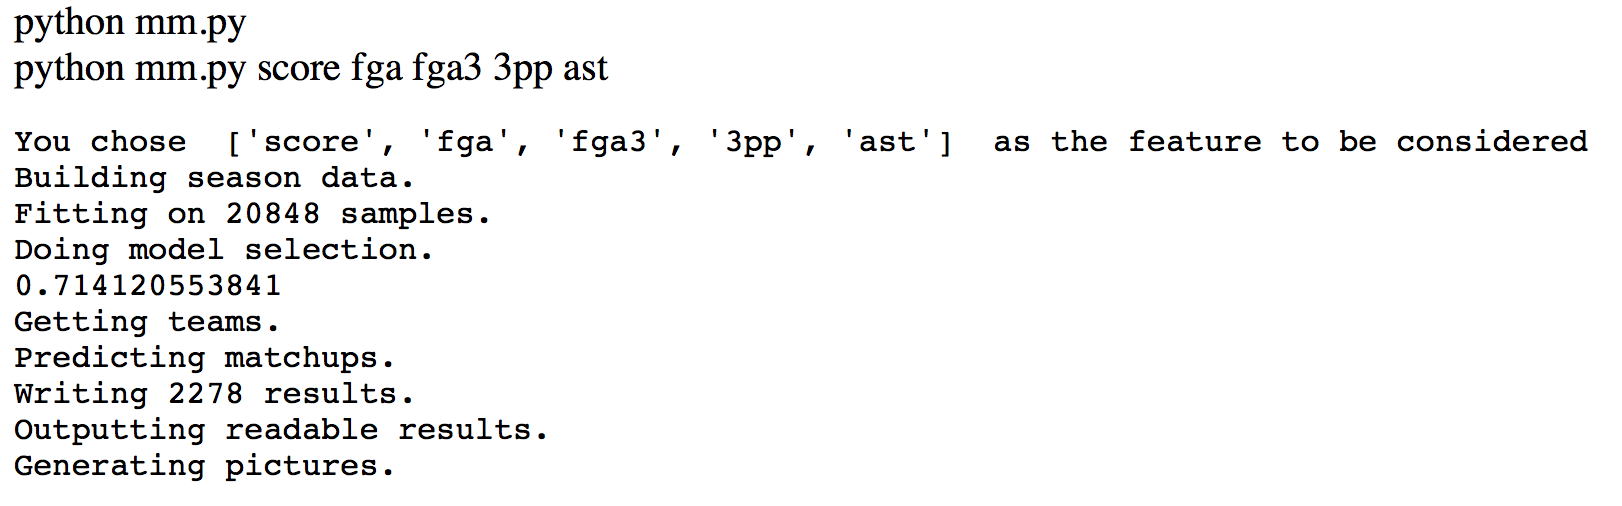 python mm.py
python mm.py score fga fga3 3pp ast
You chose  ['score', 'fga', 'fga3', '3pp', 'ast']  as the feature to be considered
Building season data.
Fitting on 20848 samples.
Doing model selection.
0.714120553841
Getting teams.
Predicting matchups.
Writing 2278 results.
Outputting readable results.
Generating pictures.